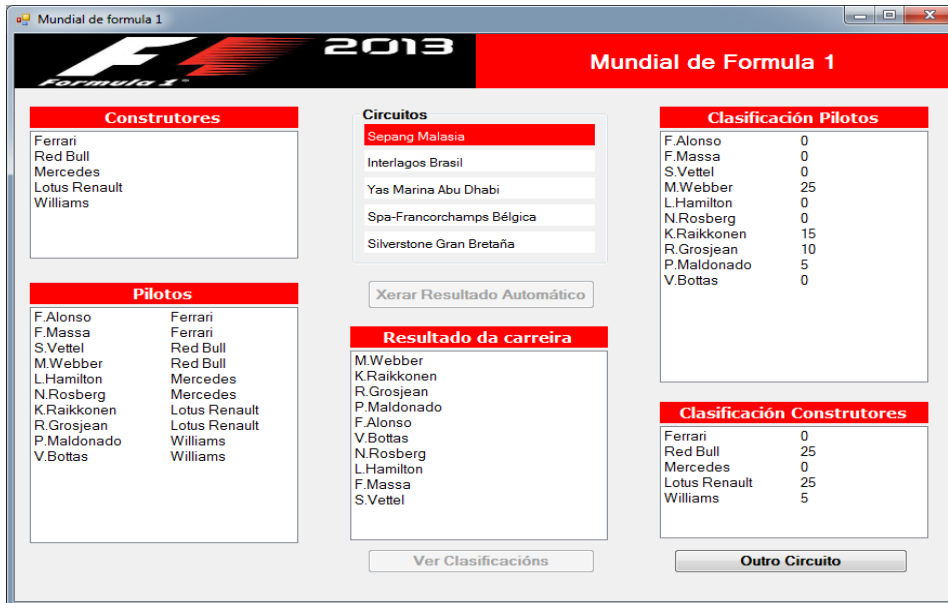 Mundial de formula 1
Formula 1
2013
Mundial de Formula 1
Construtores
Ferrari
Red Bull
Mercedes
Lotus Renault
Williams
Pilotos
F.Alonso Ferrari
F.Massa Ferrari
S.Vettel Red Bull
M.Webber Red Bull
L.Hamilton Mercedes
N.Rosberg Mercedes
K.Raikkonen Lotus Renault
R.Grosjean Lotus Renault
P.Maldonado Williams
V.Bottas Williams
Circuitos
Sepang Malasia
Interlagos Brasil
Yas Marina Abu Dhabi
Spa-Francorchamps Bélgica
Silverstone Gran Bretaña
Xerar Resultado Automático
Resultado da carreira
M.Webber
K.Raikkonen
R.Grosjean
P.Maldonado
F.Alonso
V.Bottas
N.Rosberg
L.Hamilton
F.Massa
S.Vettel
Ver Clasificacións
Clasificación Pilotos
F.Alonso 0
F.Massa 0
S.Vettel 0
M.Webber 25
L.Hamilton 0
N.Rosberg 0
K.Raikkonen 15
R.Grosjean 10
P.Maldonado 5
V.Bottas 0
Clasificación Construtores
Ferrari 0
Red Bull 25
Mercedes 0
Lotus Renault 25
Williams 5
Outro Circuito